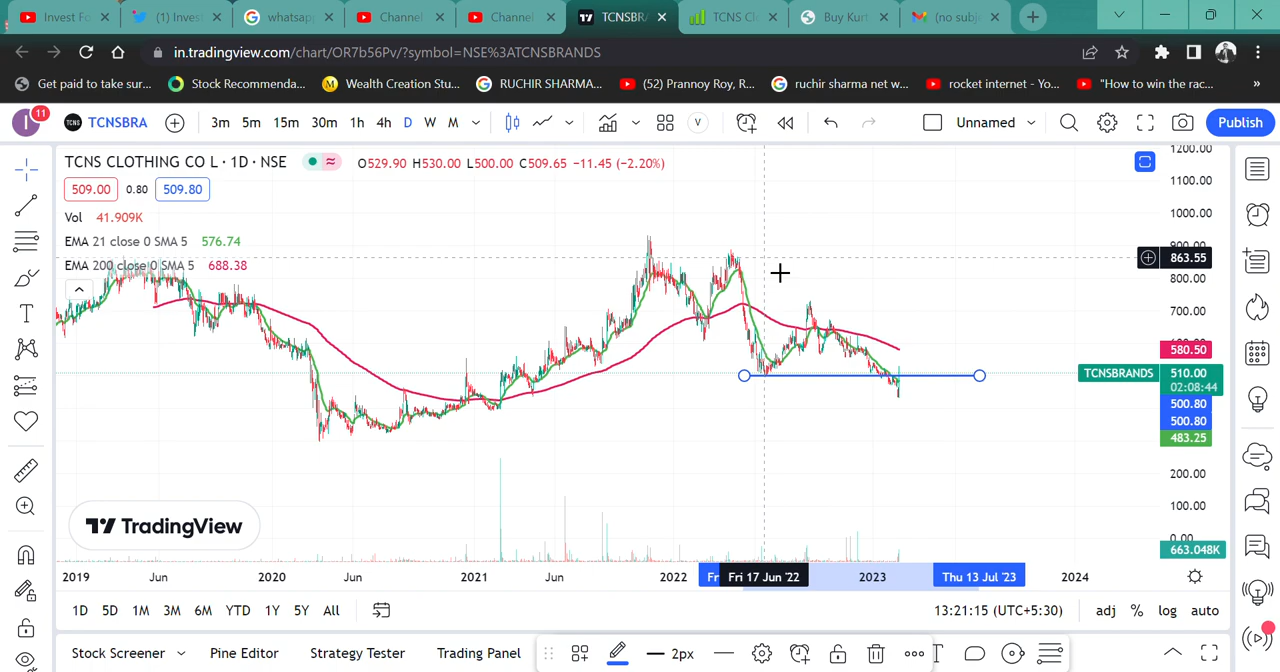 Invest Fo
(1) Invest
whatsap
Channel
Channel
TCNSBRA
TCNS Cl
Buy Kurt
(no subj
in.tradingview.com/chart/OR7b56Pv/?symbol=NSE%3ATCNSBRANDS
Get paid to take sur...
Stock Recommenda...
Wealth Creation Stu...
RUCHIR SHARMA...
(52) Prannoy Roy, R...
ruchir sharma net w...
rocket internet - Yo...
"How to win the rac...
»
I
11
TCNS
TCNSBRA
3m 5m 15m 30m 1h 4h D W M
V
Unnamed
Publish
TCNS CLOTHING CO L · 1D · NSE
O529.90 H530.00 L500.00 C509.65 −11.45 (−2.20%)
509.00 0.80 509.80
Vol 41.909K
EMA 21 close 0 SMA 5 576.74
EMA 200 close 0 SMA 5 688.38
1200.00
1100.00
1000.00
900.00
863.55
800.00
700.00
600.00
580.50
TCNSBRANDS 510.00
02:08:44
500.80
500.80
483.25
200.00
100.00
0.00
663.048K
TradingView
2019 Jun 2020 Jun 2021 Jun 2022 Fr Fri 17 Jun '22 2023 Thu 13 Jul '23 2024
1D 5D 1M 3M 6M YTD 1Y 5Y All
13:21:15 (UTC+5:30) adj % log auto
Stock Screener Pine Editor Strategy Tester Trading Panel
2px